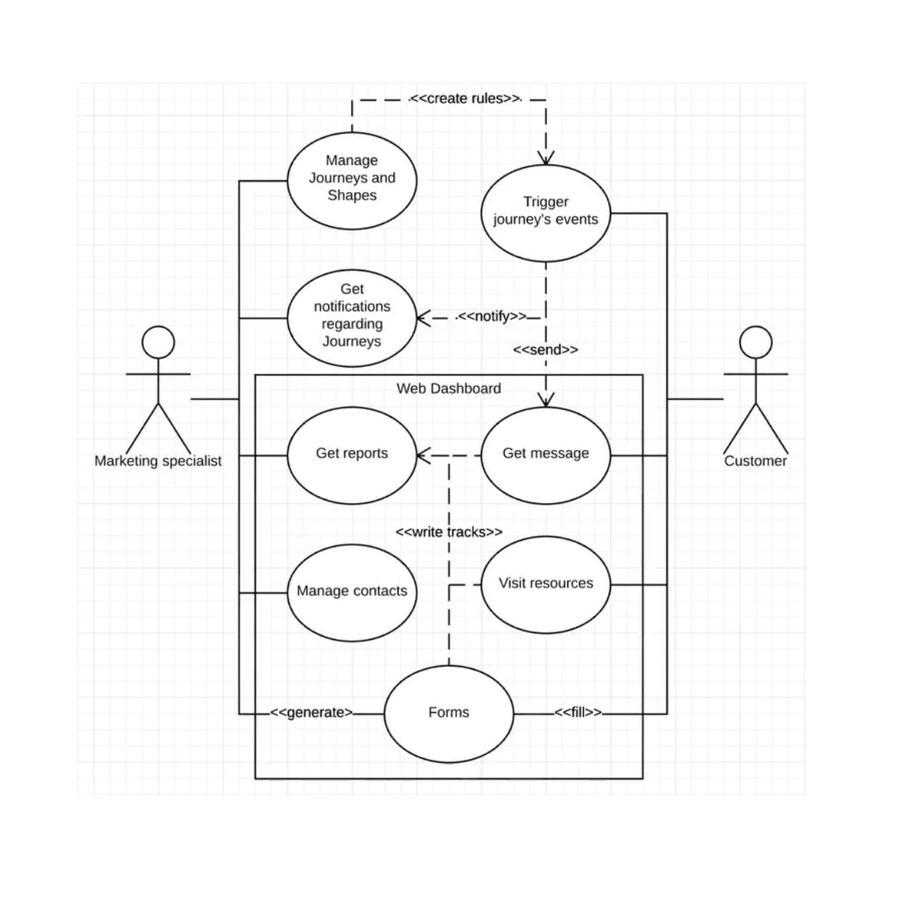 <<create rules>>
Manage
Journeys and
Shapes
Trigger
journey's events
Get
notifications
regarding
Journeys
<<notify>>
<<send>>
Web Dashboard
Get reports
Get message
Marketing specialist
Customer
<<write tracks>>
Manage contacts
Visit resources
<<generate>
Forms
<<fill>>